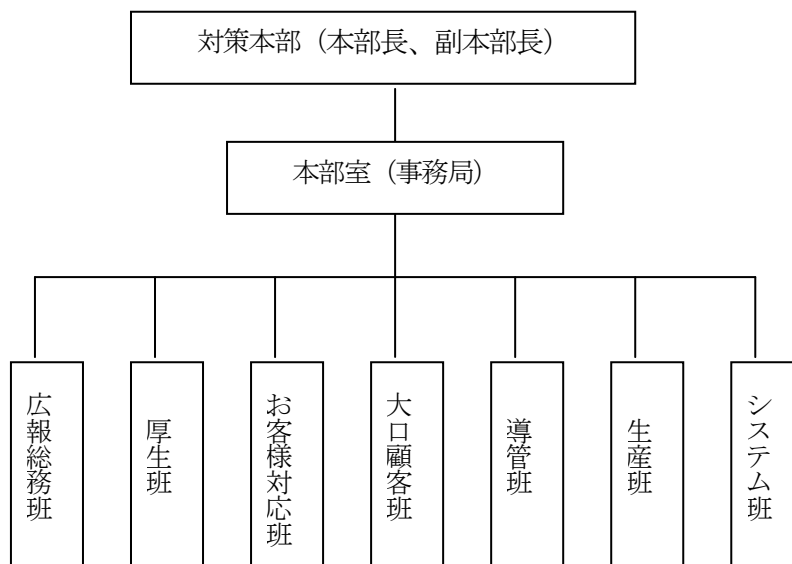 対策本部（本部長、副本部長）
本部室（事務局）
広報総務班
厚生班
お客様対応班
大口顧客班
導管班
生産班
システム班